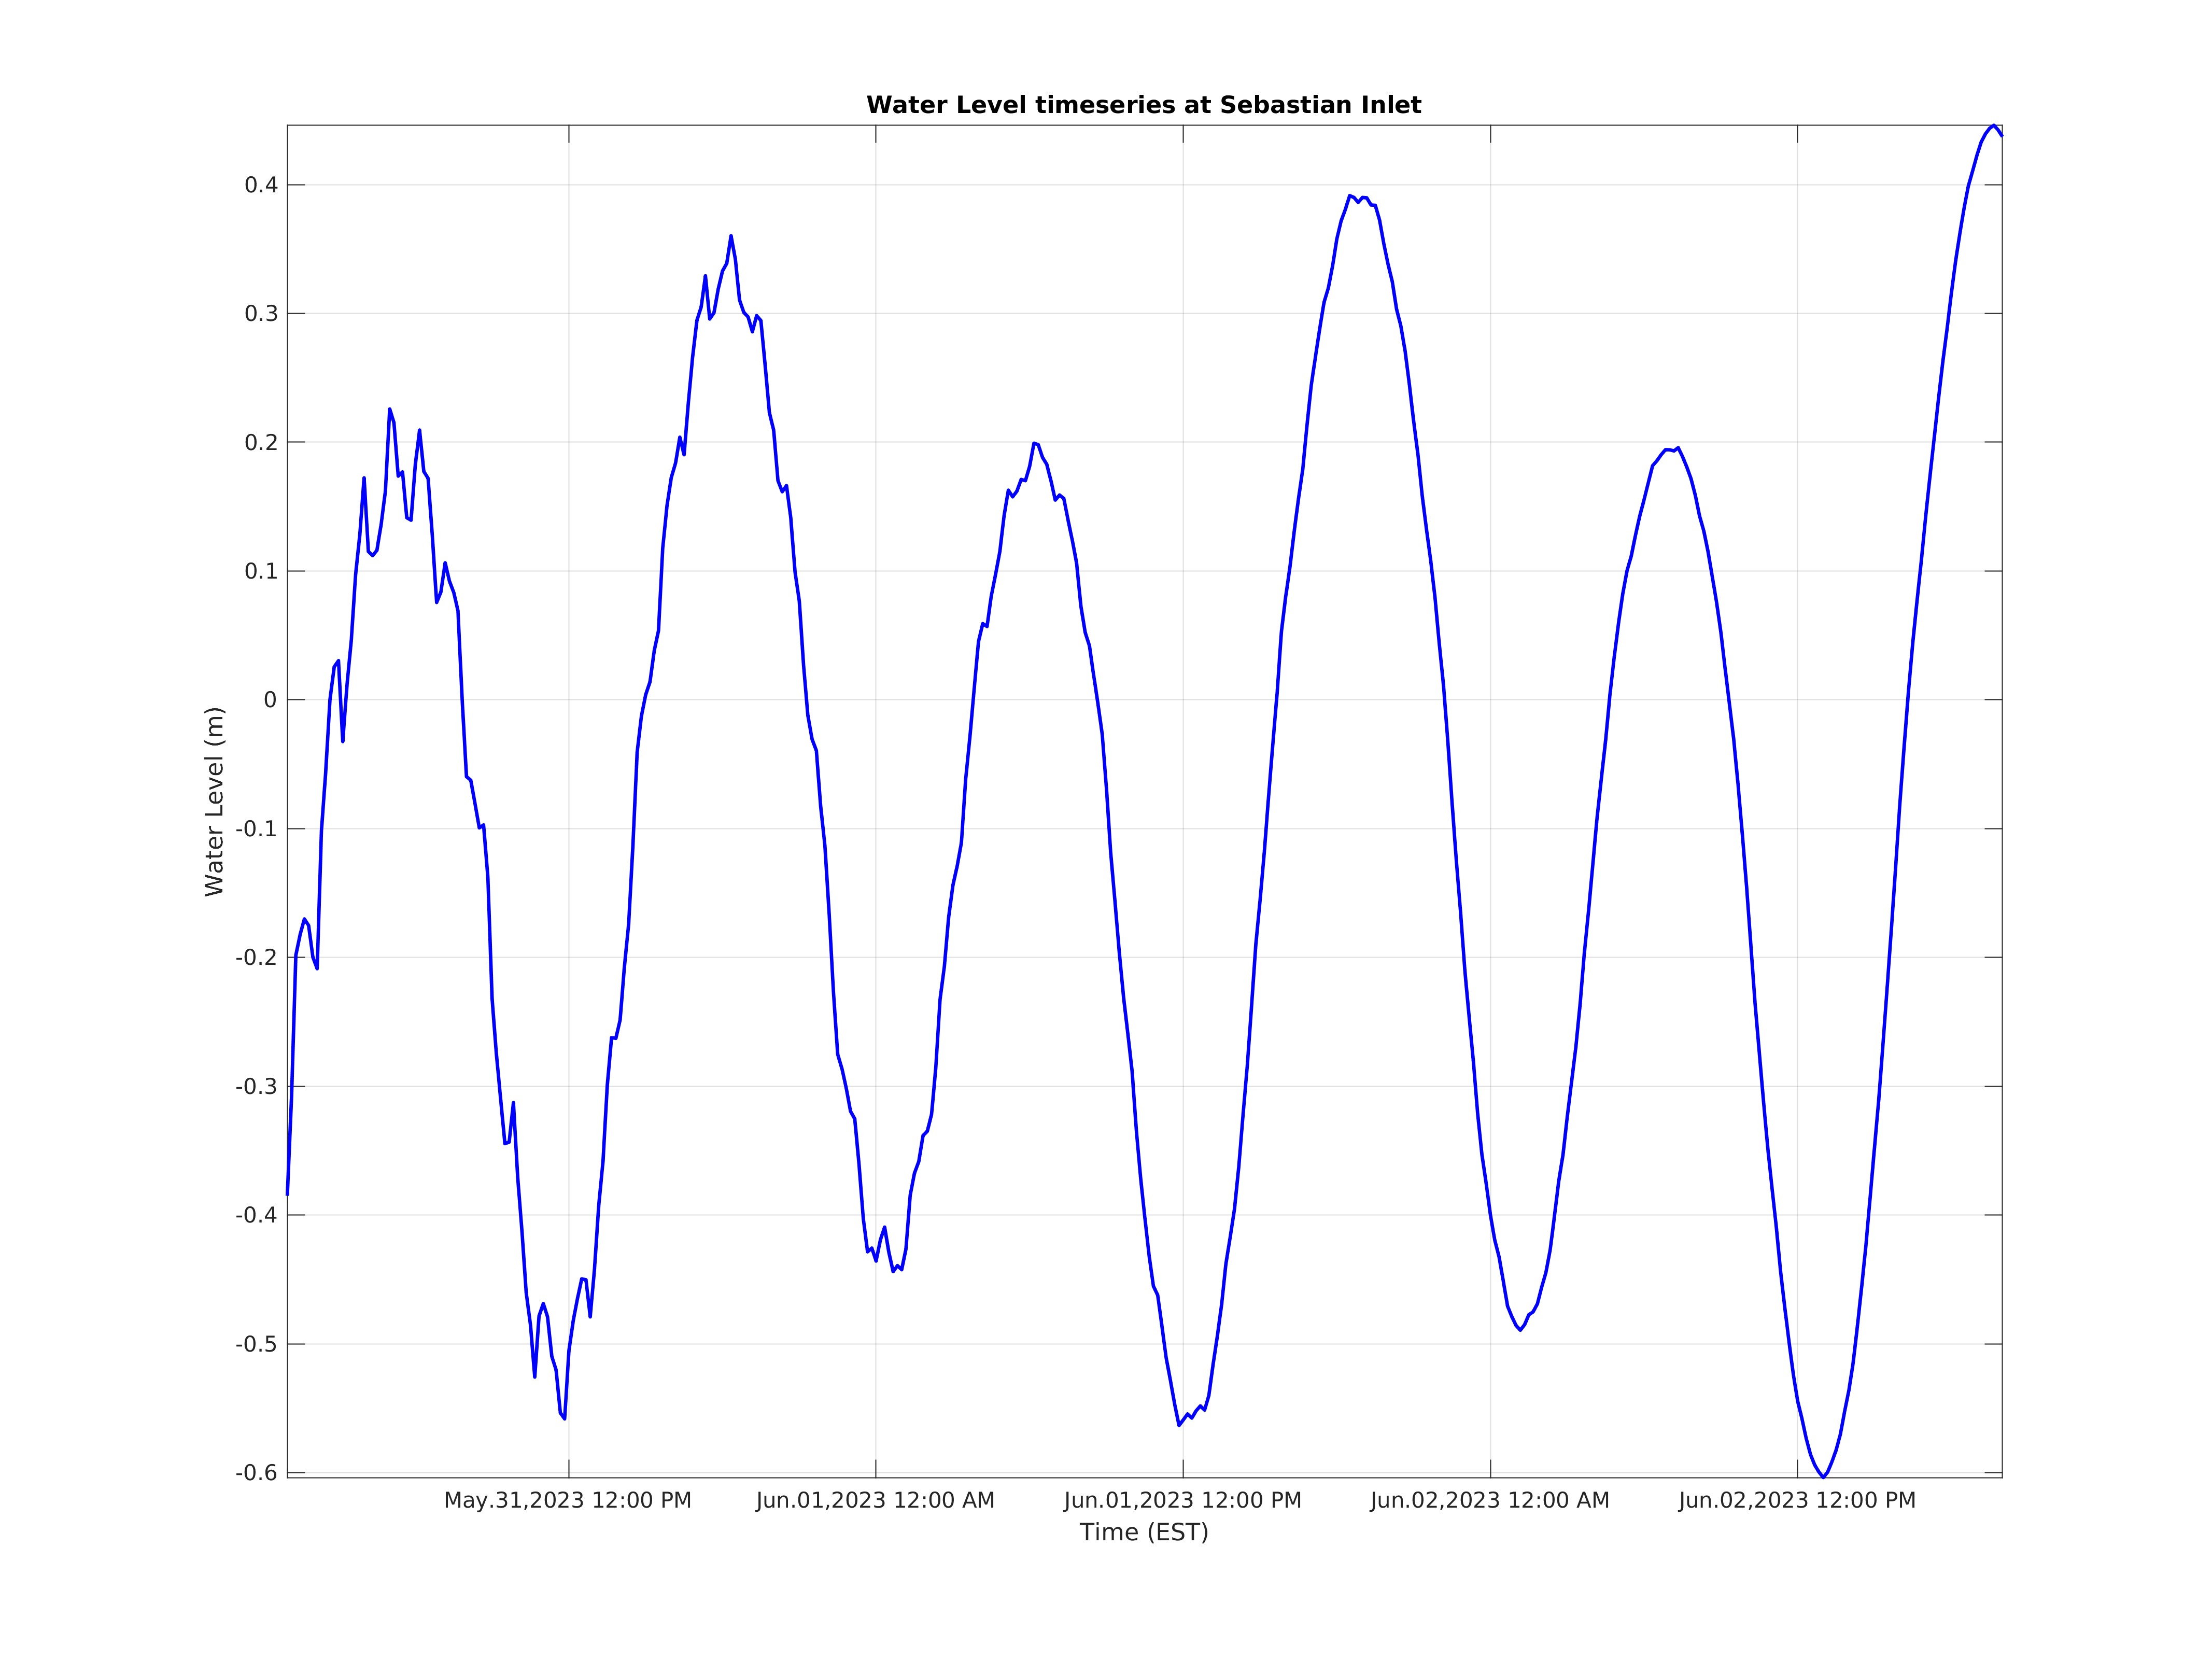 Water Level timeseries at Sebastian Inlet
0.4
0.3
0.2
0.1
0
-0.1
-0.2
-0.3
-0.4
-0.5
-0.6
Water Level (m)
May.31,2023 12:00 PM
Jun.01,2023 12:00 AM
Jun.01,2023 12:00 PM
Jun.02,2023 12:00 AM
Jun.02,2023 12:00 PM
Time (EST)